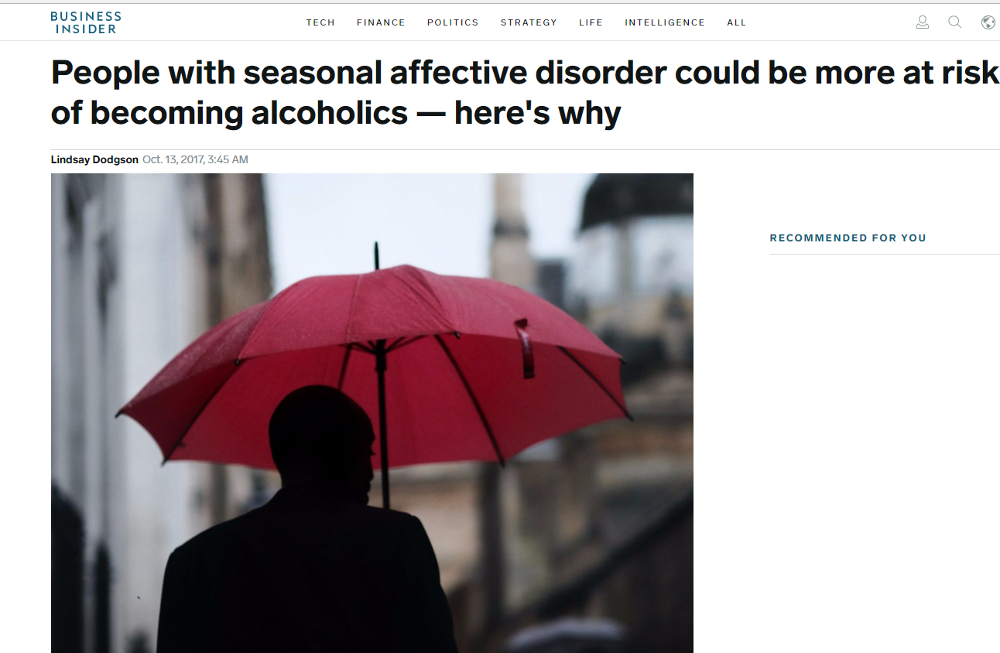 BUSINESS
INSIDER
TECH FINANCE POLITICS STRATEGY LIFE INTELLIGENCE ALL
People with seasonal affective disorder could be more at risk
of becoming alcoholics — here's why
Lindsay Dodgson Oct. 13, 2017, 3:45 AM
RECOMMENDED FOR YOU